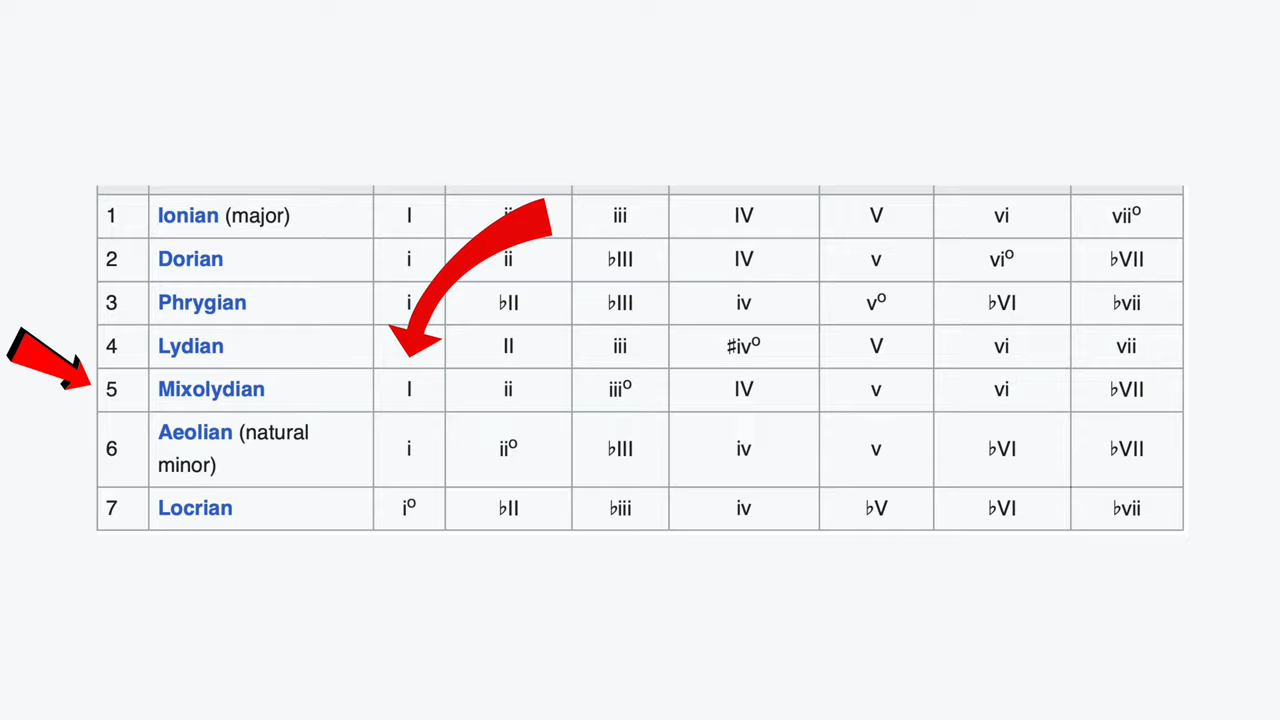 1 Ionian (major) I ii iii IV V vi viiº
2 Dorian i ii ♭III IV v viº ♭VII
3 Phrygian i ♭II ♭III iv vº ♭VI ♭vii
4 Lydian II iii ♯ivº V vi vii
5 Mixolydian I ii iiiº IV v vi ♭VII
6 Aeolian (natural minor) i iiº ♭III iv v ♭VI ♭VII
7 Locrian iº ♭II ♭iii iv ♭V ♭VI ♭vii